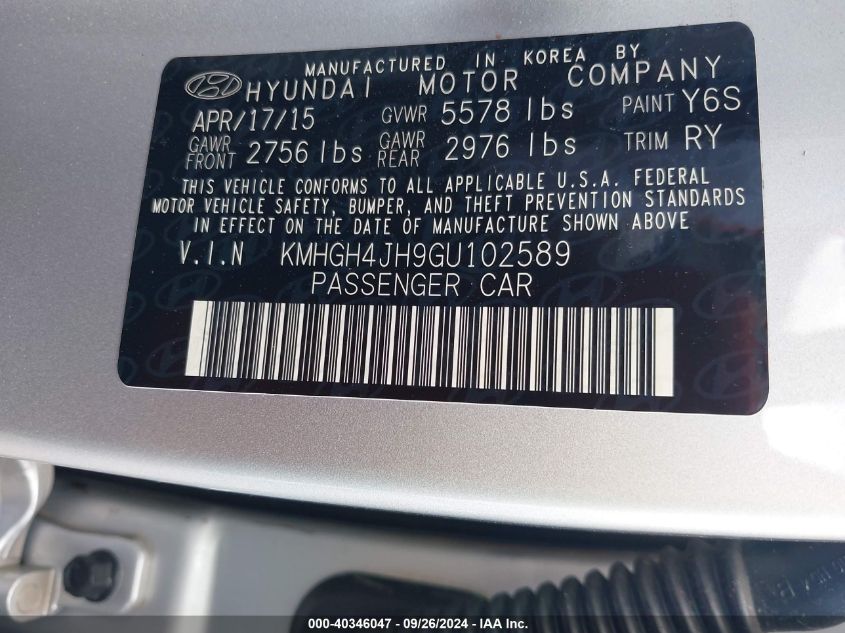 MANUFACTURED IN KOREA BY
HYUNDAI MOTOR COMPANY
APR/17/15 GVWR 5578 lbs PAINT Y6S
GAWR FRONT 2756 lbs GAWR REAR 2976 lbs TRIM RY
THIS VEHICLE CONFORMS TO ALL APPLICABLE U.S.A. FEDERAL
MOTOR VEHICLE SAFETY, BUMPER, AND THEFT PREVENTION STANDARDS
IN EFFECT ON THE DATE OF MANUFACTURE SHOWN ABOVE
V.I.N KMHGH4JH9GU102589
PASSENGER CAR
000-40346047 - 09/26/2024 - IEMC-INS